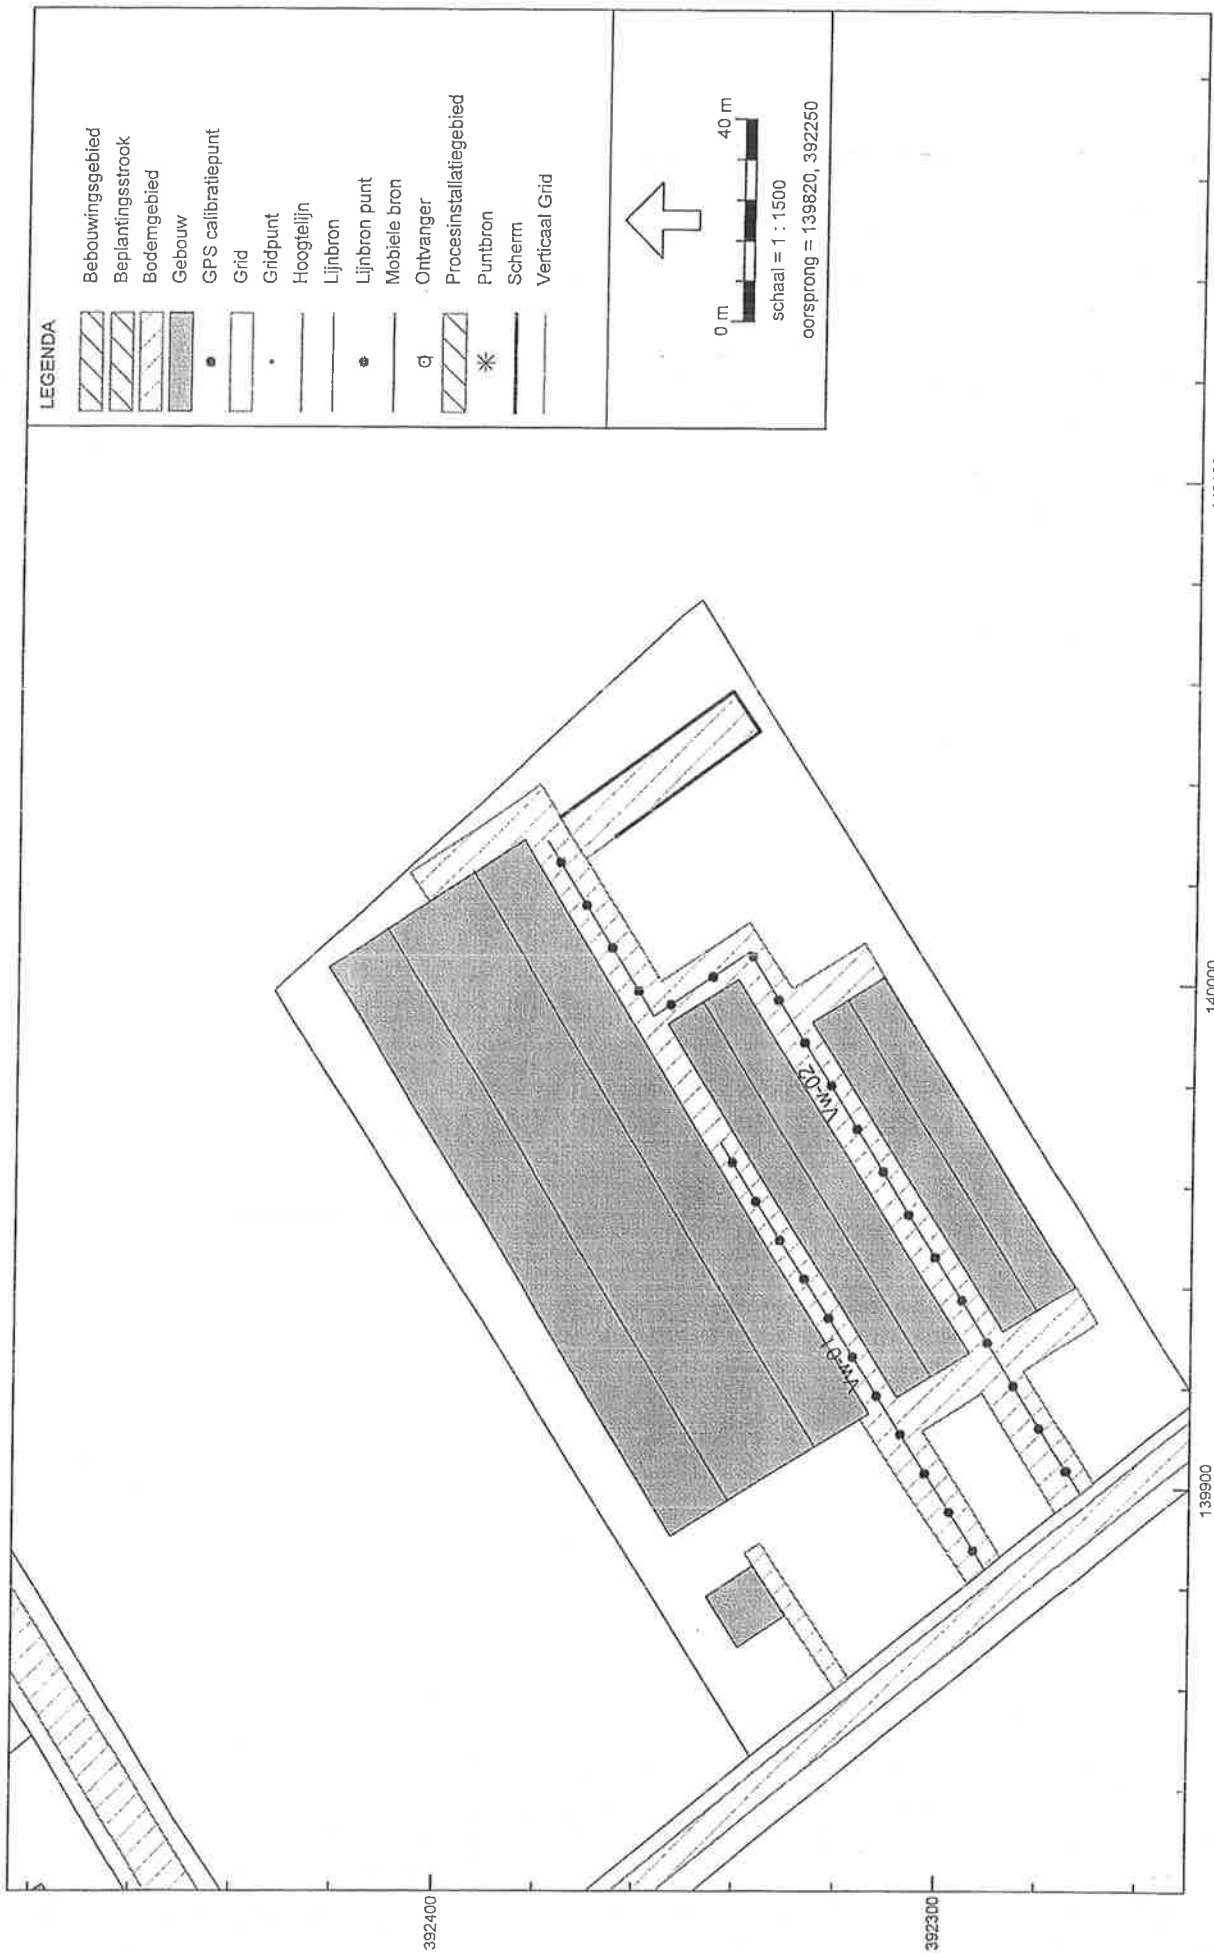 LEGENDA
Bebouwingsgebied
Beplantingsstrook
Bodemgebied
Gebouw
GPS calibratiepunt
Grid
Gridpunt
Hoogtelijn
Lijnbron
Lijnbron punt
Mobiele bron
Ontvanger
Procesinstallatiegebied
Puntbron
Scherm
Verticaal Grid
0 m 40 m
schaal = 1 : 1500
oorsprong = 139820, 392250
Vw-01
Vw-02
392400
392300
139900
140000